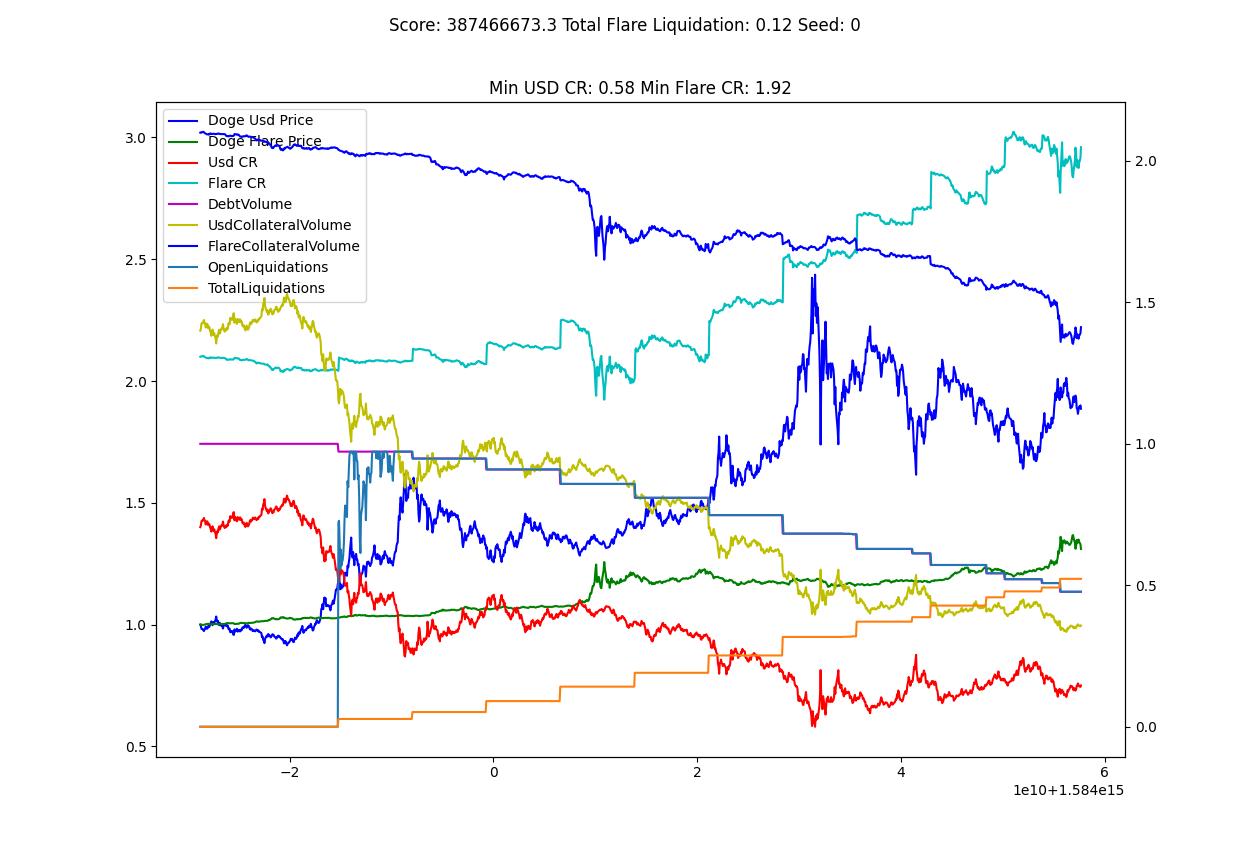 Score: 387466673.3 Total Flare Liquidation: 0.12 Seed: 0
Min USD CR: 0.58 Min Flare CR: 1.92
Doge Usd Price
Doge Flare Price
Usd CR
Flare CR
DebtVolume
UsdCollateralVolume
FlareCollateralVolume
OpenLiquidations
TotalLiquidations
3.0
2.5
2.0
1.5
1.0
0.5
2.0
1.5
1.0
0.5
0.0
−2
0
2
4
6
1e10+1.584e15